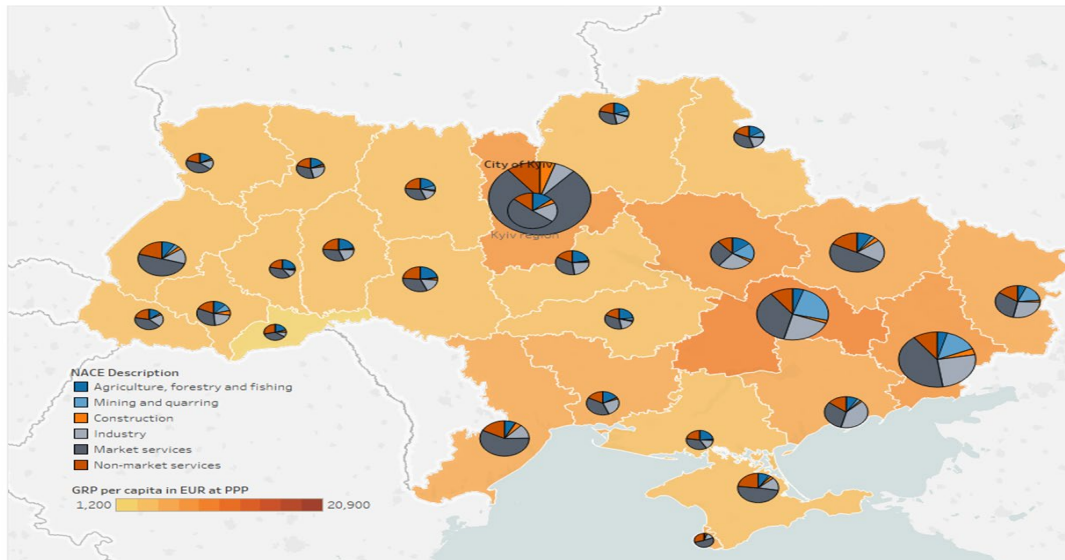 City of Kyiv
Kyiv region
NACE Description
Agriculture, forestry and fishing
Mining and quarring
Construction
Industry
Market services
Non-market services
GRP per capita in EUR at PPP
1,200 20,900